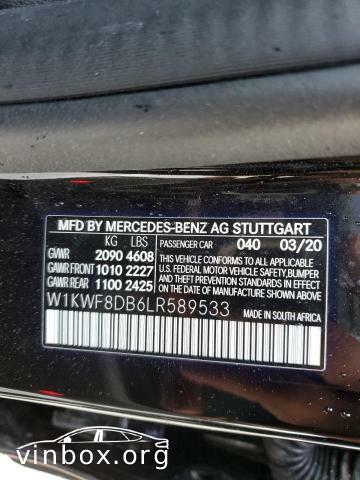 MFD BY MERCEDES-BENZ AG STUTTGART
KG LBS PASSENGER CAR 040 03/20
GVWR 2090 4608 THIS VEHICLE CONFORMS TO ALL APPLICABLE
GAWR FRONT 1010 2227 U.S. FEDERAL MOTOR VEHICLE SAFETY, BUMPER
GAWR REAR 1100 2425 AND THEFT PREVENTION STANDARDS IN EFFECT
ON THE DATE OF MANUFACTURE SHOWN ABOVE
W1KWF8DB6LR589533 MADE IN SOUTH AFRICA
vinbox.org